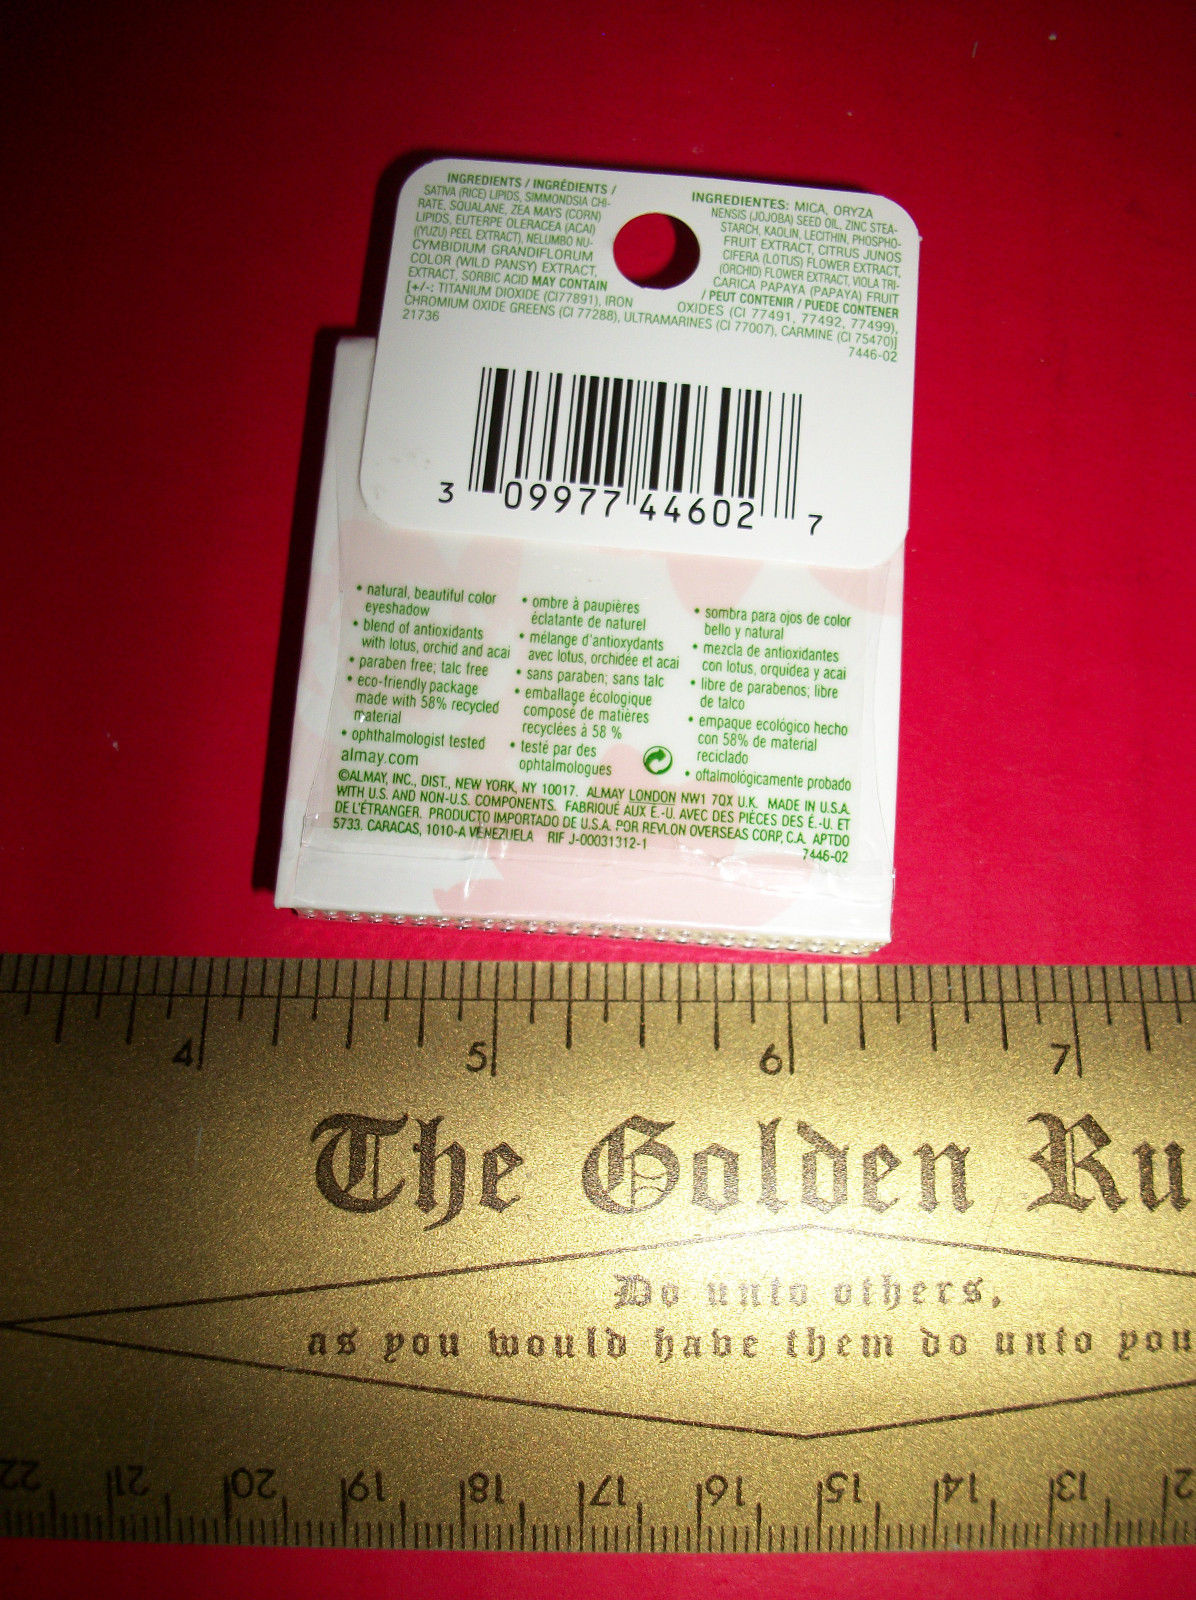 INGREDIENTS / INGRÉDIENTS / INGREDIENTES: MICA, ORYZA
SATIVA (RICE) LIPIDS, SIMMONDSIA CHINENSIS (JOJOBA) SEED OIL, ZINC STEA-
RATE, SQUALANE, ZEA MAYS (CORN) STARCH, KAOLIN, LECITHIN, PHOSPHO-
LIPIDS, EUTERPE OLERACEA (ACAI) FRUIT EXTRACT, CITRUS JUNOS
((YUZU) PEEL EXTRACT), NELUMBO NU-CIFERA (LOTUS) FLOWER EXTRACT,
CYMBIDIUM GRANDIFLORUM (ORCHID) FLOWER EXTRACT, VIOLA TRI-
COLOR (WILD PANSY) EXTRACT, CARICA PAPAYA (PAPAYA) FRUIT
EXTRACT, SORBIC ACID MAY CONTAIN / PEUT CONTENIR / PUEDE CONTENER
[+/-: TITANIUM DIOXIDE (CI77891), IRON OXIDES (CI 77491, 77492, 77499),
CHROMIUM OXIDE GREENS (CI 77288), ULTRAMARINES (CI 77007), CARMINE (CI 75470)]
21736
7446-02
3 09977 44602 7
• natural, beautiful color
eyeshadow
• blend of antioxidants
with lotus, orchid and acai
• paraben free; talc free
• eco-friendly package
made with 58% recycled
material
• ophthalmologist tested
almay.com
• ombre à paupières
éclatante de naturel
• mélange d'antioxydants
avec lotus, orchidée et acai
• sans paraben; sans talc
• emballage écologique
composé de matières
recyclées à 58 %
• testé par des
ophtalmologues
• sombra para ojos de color
bello y natural
• mezcla de antioxidantes
con lotus, orquídea y acai
• libre de parabenos; libre
de talco
• empaque ecológico hecho
con 58% de material
reciclado
• oftalmológicamente probado
©ALMAY, INC., DIST., NEW YORK, NY 10017. ALMAY LONDON NW1 7QX U.K. MADE IN U.S.A.
WITH U.S. AND NON-U.S. COMPONENTS. FABRIQUÉ AUX É.-U. AVEC DES PIÈCES DES É.-U. ET
DE L'ÉTRANGER. PRODUCTO IMPORTADO DE U.S.A. POR REVLON OVERSEAS CORP., C.A. APTDO
5733. CARACAS, 1010-A VENEZUELA RIF J-00031312-1
7446-02
4 5 6 7
The Golden Ru
Do unto others,
as you would have them do unto you
22 21 20 19 18 17 16 15 14 13 2